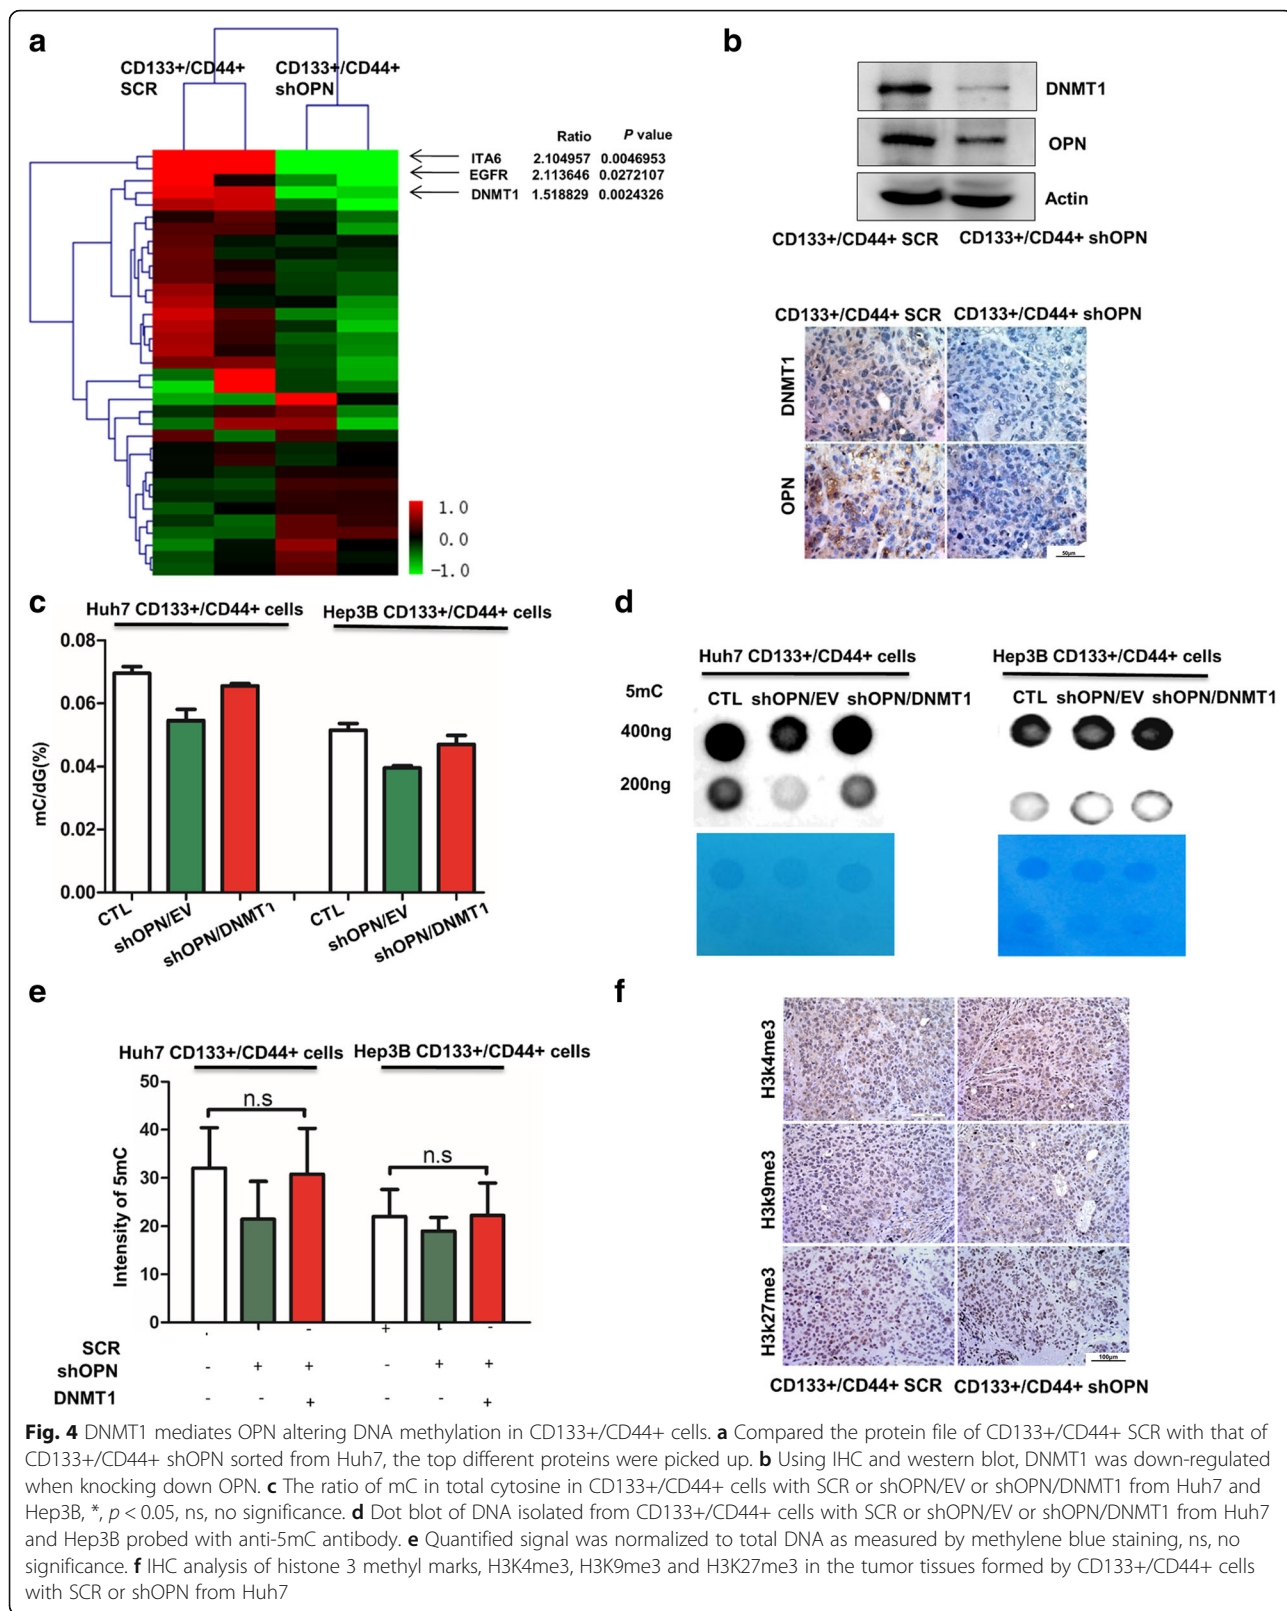 a
CD133+/CD44+ SCR
CD133+/CD44+ shOPN
Ratio P value
ITA6 2.104957 0.0046953
EGFR 2.113646 0.0272107
DNMT1 1.518829 0.0024326
1.0
0.0
-1.0
b
DNMT1
OPN
Actin
CD133+/CD44+ SCR CD133+/CD44+ shOPN
CD133+/CD44+ SCR CD133+/CD44+ shOPN
DNMT1
OPN
50μm
c
Huh7 CD133+/CD44+ cells
Hep3B CD133+/CD44+ cells
mC/dG(%)
0.08
0.06
0.04
0.02
0.00
CTL
shOPN/EV
shOPN/DNMT1
CTL
shOPN/EV
shOPN/DNMT1
d
Huh7 CD133+/CD44+ cells
Hep3B CD133+/CD44+ cells
5mC
CTL shOPN/EV shOPN/DNMT1
CTL shOPN/EV shOPN/DNMT1
400ng
200ng
e
Huh7 CD133+/CD44+ cells
Hep3B CD133+/CD44+ cells
Intensity of 5mC
50
40
30
20
10
0
n.s
n.s
SCR . - - + - -
shOPN - + + - + +
DNMT1 - - + - - +
f
H3k4me3
H3k9me3
H3k27me3
100μm
CD133+/CD44+ SCR CD133+/CD44+ shOPN
Fig. 4 DNMT1 mediates OPN altering DNA methylation in CD133+/CD44+ cells. a Compared the protein file of CD133+/CD44+ SCR with that of
CD133+/CD44+ shOPN sorted from Huh7, the top different proteins were picked up. b Using IHC and western blot, DNMT1 was down-regulated
when knocking down OPN. c The ratio of mC in total cytosine in CD133+/CD44+ cells with SCR or shOPN/EV or shOPN/DNMT1 from Huh7 and
Hep3B, *, p < 0.05, ns, no significance. d Dot blot of DNA isolated from CD133+/CD44+ cells with SCR or shOPN/EV or shOPN/DNMT1 from Huh7
and Hep3B probed with anti-5mC antibody. e Quantified signal was normalized to total DNA as measured by methylene blue staining, ns, no
significance. f IHC analysis of histone 3 methyl marks, H3K4me3, H3K9me3 and H3K27me3 in the tumor tissues formed by CD133+/CD44+ cells
with SCR or shOPN from Huh7